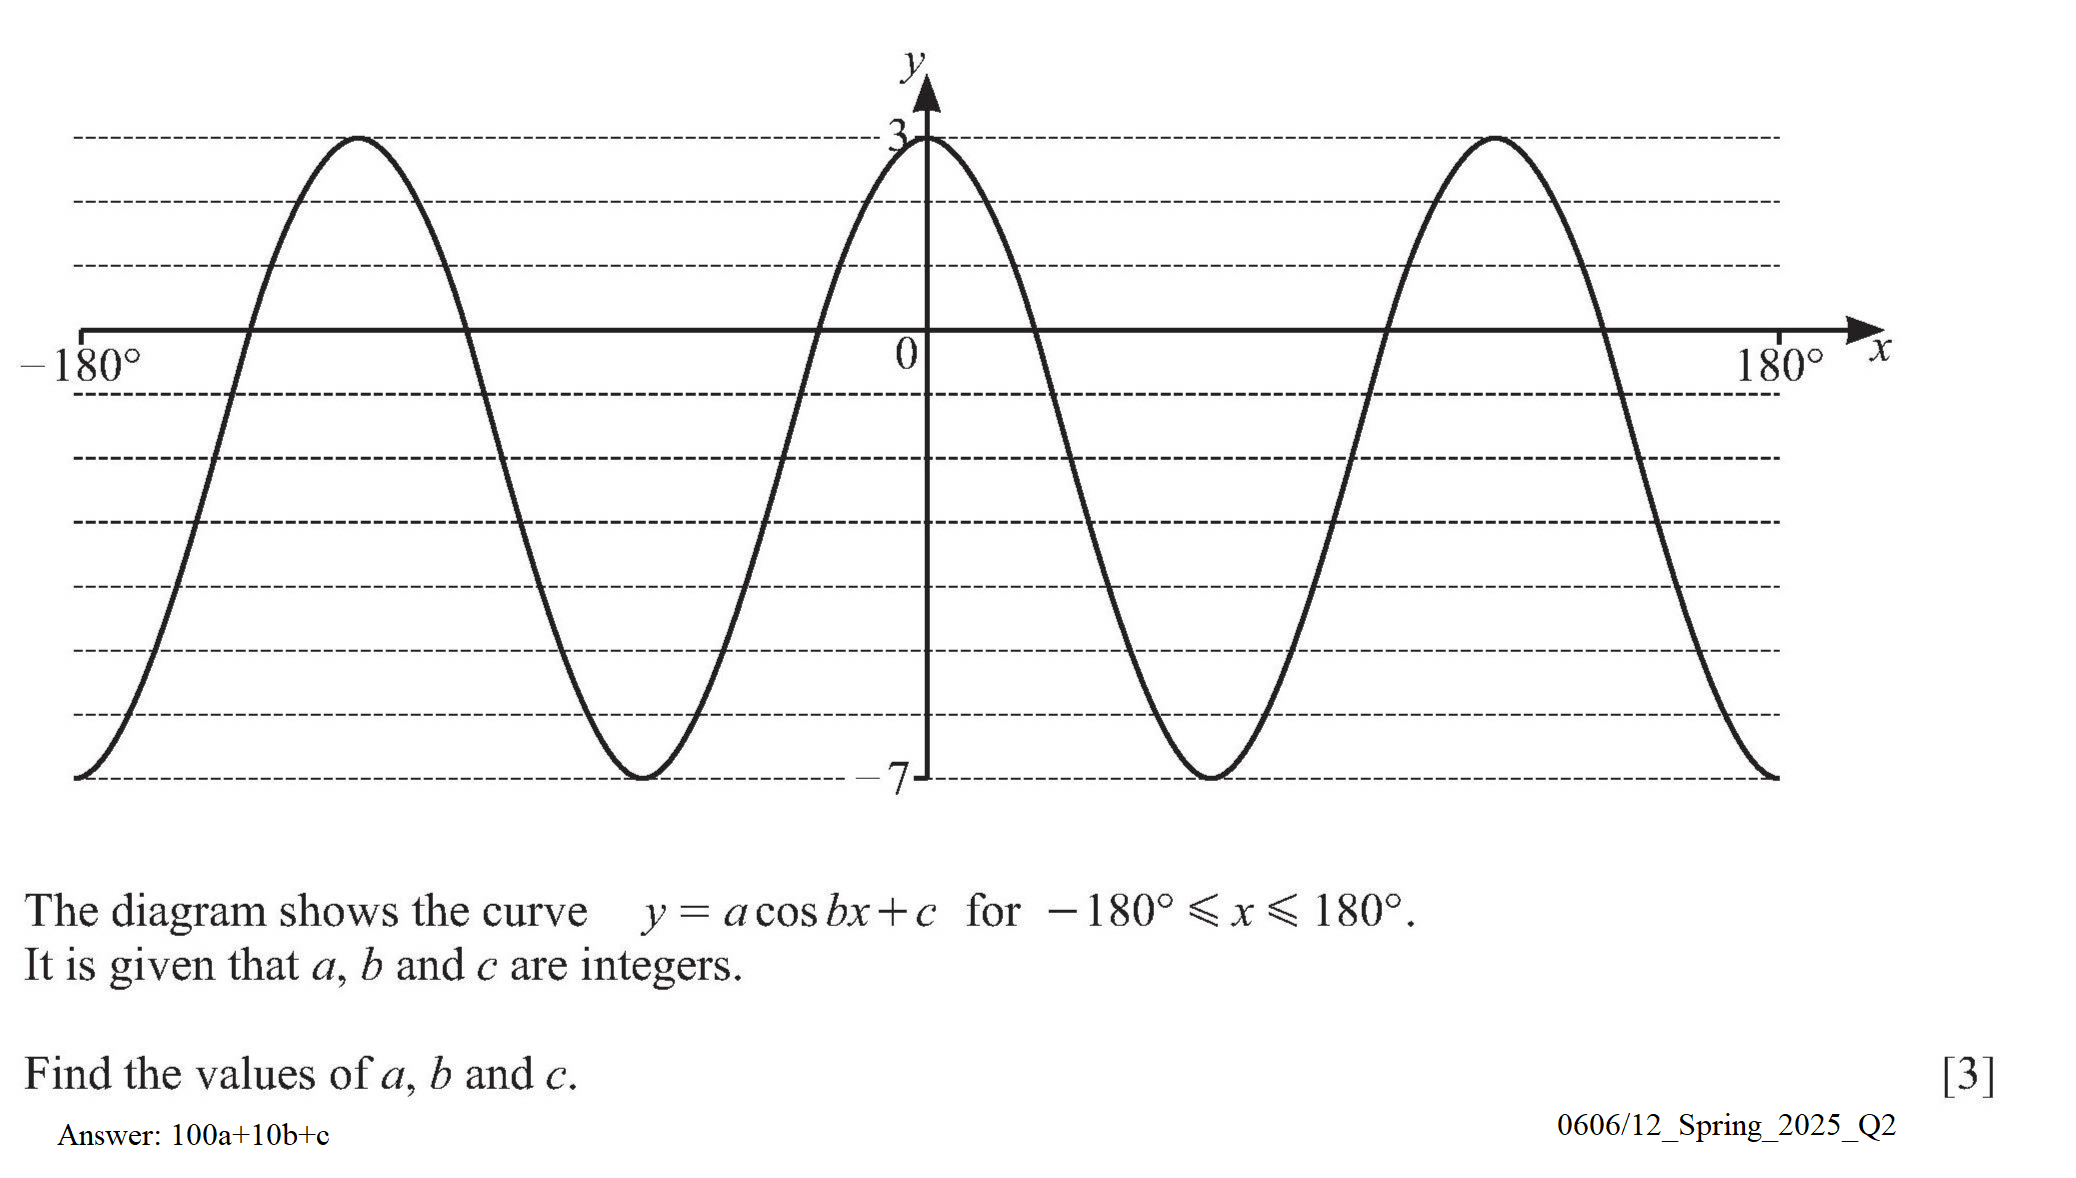 y
3
−180°
0
180°
x
−7
The diagram shows the curve y = a cos bx + c for −180° ⩽ x ⩽ 180°.
It is given that a, b and c are integers.
Find the values of a, b and c.
[3]
Answer: 100a+10b+c
0606/12_Spring_2025_Q2